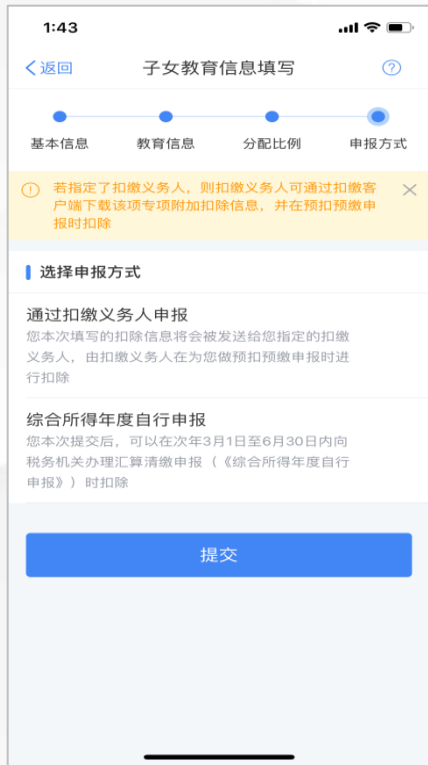 1:43
返回
子女教育信息填写
?
基本信息
教育信息
分配比例
申报方式
若指定了扣缴义务人，则扣缴义务人可通过扣缴客
户端下载该项专项附加扣除信息，并在预扣预缴申
报时扣除
选择申报方式
通过扣缴义务人申报
您本次填写的扣除信息将会被发送给您指定的扣缴
义务人，由扣缴义务人在为您做预扣预缴申报时进
行扣除
综合所得年度自行申报
您本次提交后，可以在次年3月1日至6月30日内向
税务机关办理汇算清缴申报（《综合所得年度自行
申报》）时扣除
提交